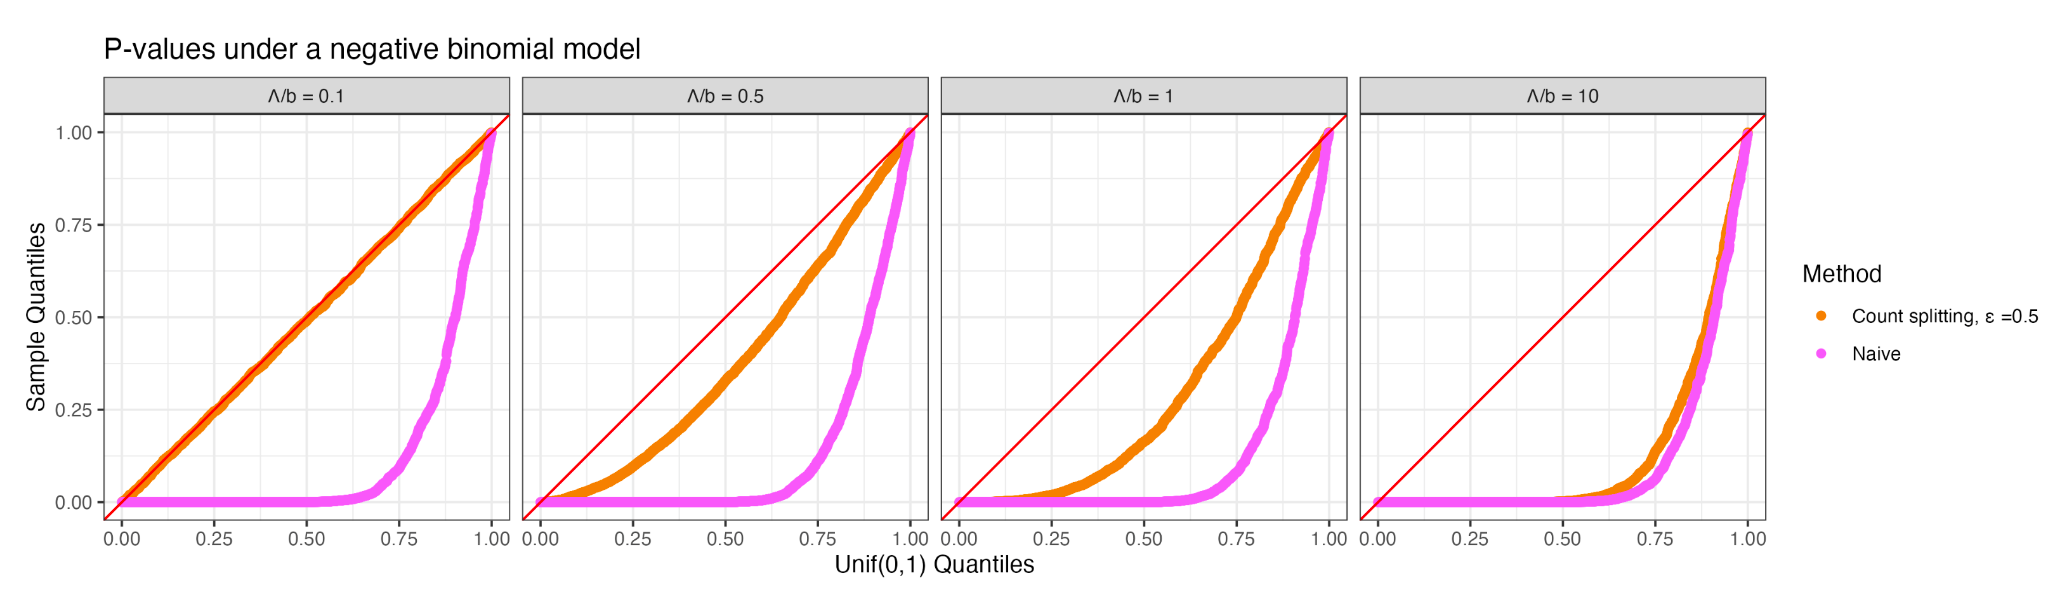 P-values under a negative binomial model
Λ/b = 0.1
Λ/b = 0.5
Λ/b = 1
Λ/b = 10
Sample Quantiles
1.00
0.75
0.50
0.25
0.00
0.00 0.25 0.50 0.75 1.00
0.00 0.25 0.50 0.75 1.00
0.00 0.25 0.50 0.75 1.00
0.00 0.25 0.50 0.75 1.00
Unif(0,1) Quantiles
Method
Count splitting, ε =0.5
Naive